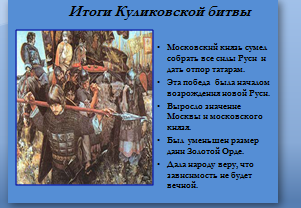 Итоги Куликовской битвы
• Московский князь сумел
собрать все силы Руси и
дать отпор татарам.
• Эта победа была началом
возрождения новой Руси.
• Выросло значение
Москвы и московского
князя.
• Был уменьшен размер
дани Золотой Орде.
• Дала народу веру, что
зависимость не будет
вечной.